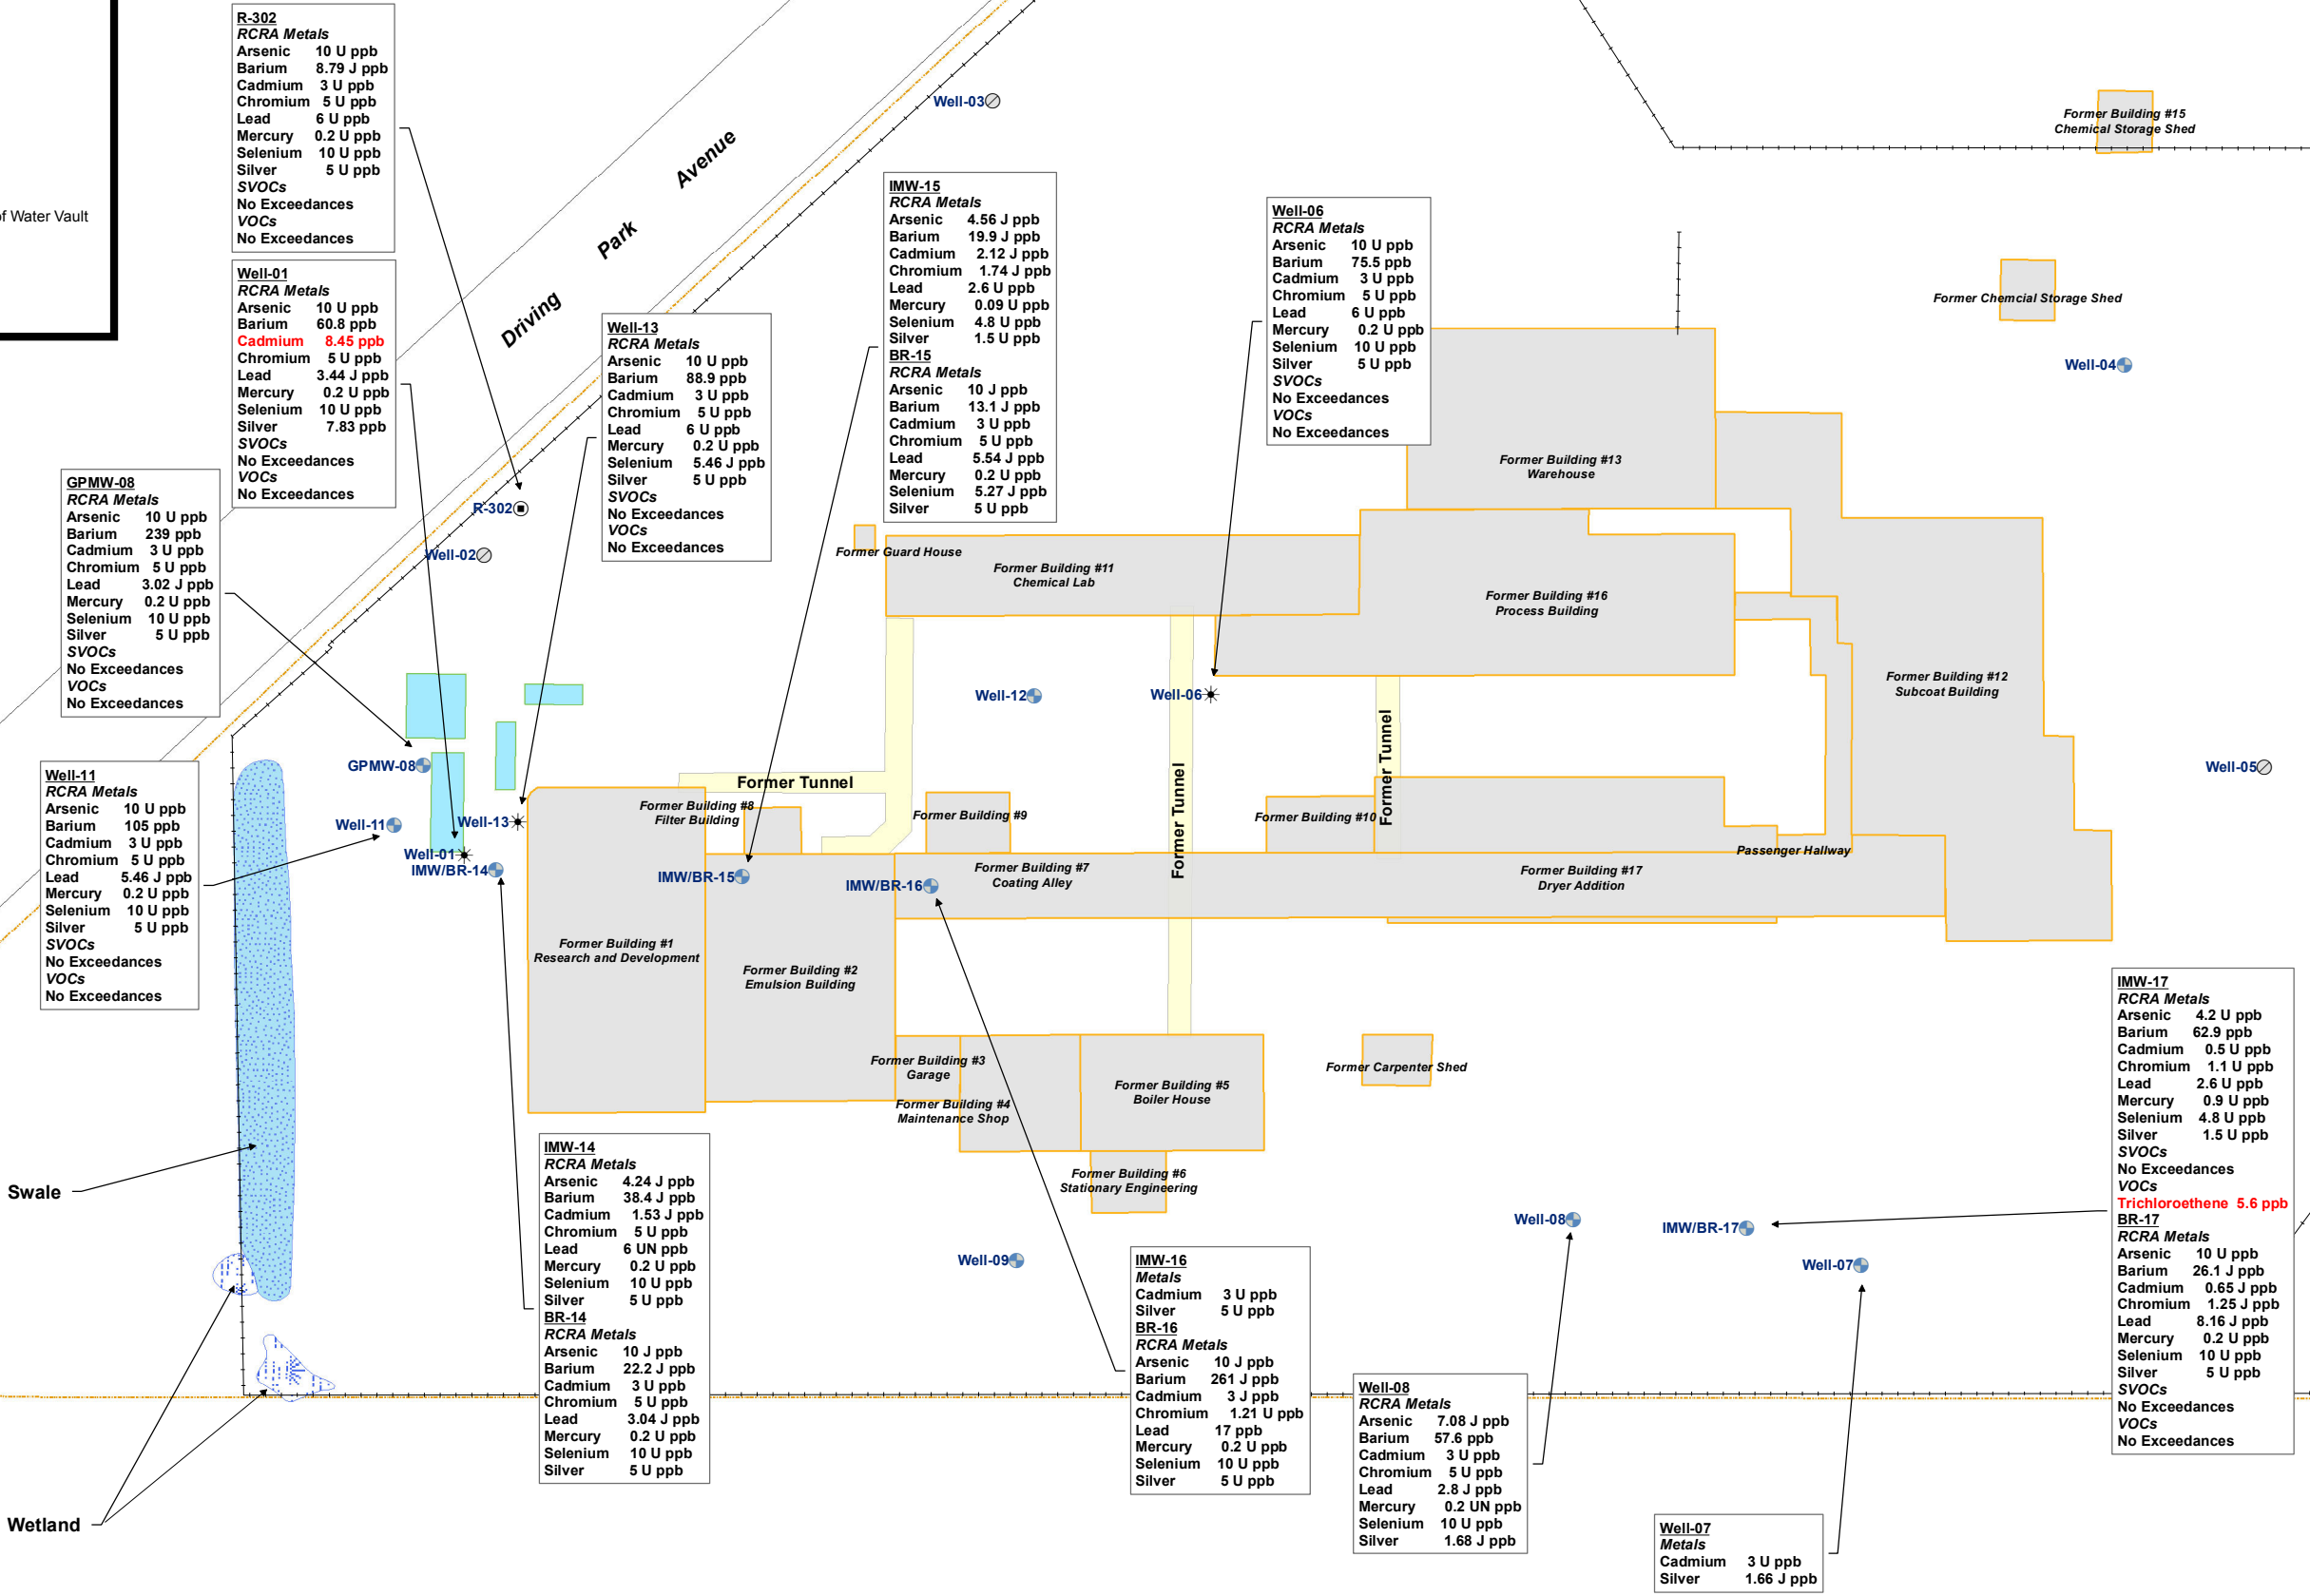 of Water Vault
R-302
RCRA Metals
Arsenic 10 U ppb
Barium 8.79 J ppb
Cadmium 3 U ppb
Chromium 5 U ppb
Lead 6 U ppb
Mercury 0.2 U ppb
Selenium 10 U ppb
Silver 5 U ppb
SVOCs
No Exceedances
VOCs
No Exceedances
Well-01
RCRA Metals
Arsenic 10 U ppb
Barium 60.8 ppb
Cadmium 8.45 ppb
Chromium 5 U ppb
Lead 3.44 J ppb
Mercury 0.2 U ppb
Selenium 10 U ppb
Silver 7.83 ppb
SVOCs
No Exceedances
VOCs
No Exceedances
GPMW-08
RCRA Metals
Arsenic 10 U ppb
Barium 239 ppb
Cadmium 3 U ppb
Chromium 5 U ppb
Lead 3.02 J ppb
Mercury 0.2 U ppb
Selenium 10 U ppb
Silver 5 U ppb
SVOCs
No Exceedances
VOCs
No Exceedances
Well-11
RCRA Metals
Arsenic 10 U ppb
Barium 105 ppb
Cadmium 3 U ppb
Chromium 5 U ppb
Lead 5.46 J ppb
Mercury 0.2 U ppb
Selenium 10 U ppb
Silver 5 U ppb
SVOCs
No Exceedances
VOCs
No Exceedances
Well-13
RCRA Metals
Arsenic 10 U ppb
Barium 88.9 ppb
Cadmium 3 U ppb
Chromium 5 U ppb
Lead 6 U ppb
Mercury 0.2 U ppb
Selenium 5.46 J ppb
Silver 5 U ppb
SVOCs
No Exceedances
VOCs
No Exceedances
IMW-15
RCRA Metals
Arsenic 4.56 J ppb
Barium 19.9 J ppb
Cadmium 2.12 J ppb
Chromium 1.74 J ppb
Lead 2.6 U ppb
Mercury 0.09 U ppb
Selenium 4.8 U ppb
Silver 1.5 U ppb
BR-15
RCRA Metals
Arsenic 10 J ppb
Barium 13.1 J ppb
Cadmium 3 U ppb
Chromium 5 U ppb
Lead 5.54 J ppb
Mercury 0.2 U ppb
Selenium 5.27 J ppb
Silver 5 U ppb
Well-06
RCRA Metals
Arsenic 10 U ppb
Barium 75.5 ppb
Cadmium 3 U ppb
Chromium 5 U ppb
Lead 6 U ppb
Mercury 0.2 U ppb
Selenium 10 U ppb
Silver 5 U ppb
SVOCs
No Exceedances
VOCs
No Exceedances
Driving Park Avenue
Well-03
Former Building #15
Chemical Storage Shed
Former Chemcial Storage Shed
Well-04
R-302
Well-02
Former Guard House
Former Building #11
Chemical Lab
Former Building #13
Warehouse
Former Building #16
Process Building
Former Building #12
Subcoat Building
Well-12
Well-06
Well-05
GPMW-08
Well-11
Well-13
Well-01
IMW/BR-14
Former Tunnel
Former Tunnel
Former Tunnel
Former Building #8
Filter Building
Former Building #9
Former Building #10
IMW/BR-15
IMW/BR-16
Former Building #7
Coating Alley
Passenger Hallway
Former Building #17
Dryer Addition
Former Building #1
Research and Development
Former Building #2
Emulsion Building
Former Building #3
Garage
Former Building #4
Maintenance Shop
Former Building #5
Boiler House
Former Carpenter Shed
Former Building #6
Stationary Engineering
Well-09
Well-08
IMW/BR-17
Well-07
Swale
Wetland
IMW-14
RCRA Metals
Arsenic 4.24 J ppb
Barium 38.4 J ppb
Cadmium 1.53 J ppb
Chromium 5 U ppb
Lead 6 UN ppb
Mercury 0.2 U ppb
Selenium 10 U ppb
Silver 5 U ppb
BR-14
RCRA Metals
Arsenic 10 J ppb
Barium 22.2 J ppb
Cadmium 3 U ppb
Chromium 5 U ppb
Lead 3.04 J ppb
Mercury 0.2 U ppb
Selenium 10 U ppb
Silver 5 U ppb
IMW-16
Metals
Cadmium 3 U ppb
Silver 5 U ppb
BR-16
RCRA Metals
Arsenic 10 J ppb
Barium 261 J ppb
Cadmium 3 J ppb
Chromium 1.21 U ppb
Lead 17 ppb
Mercury 0.2 U ppb
Selenium 10 U ppb
Silver 5 U ppb
Well-08
RCRA Metals
Arsenic 7.08 J ppb
Barium 57.6 ppb
Cadmium 3 U ppb
Chromium 5 U ppb
Lead 2.8 J ppb
Mercury 0.2 UN ppb
Selenium 10 U ppb
Silver 1.68 J ppb
Well-07
Metals
Cadmium 3 U ppb
Silver 1.66 J ppb
IMW-17
RCRA Metals
Arsenic 4.2 U ppb
Barium 62.9 ppb
Cadmium 0.5 U ppb
Chromium 1.1 U ppb
Lead 2.6 U ppb
Mercury 0.9 U ppb
Selenium 4.8 U ppb
Silver 1.5 U ppb
SVOCs
No Exceedances
VOCs
Trichloroethene 5.6 ppb
BR-17
RCRA Metals
Arsenic 10 U ppb
Barium 26.1 J ppb
Cadmium 0.65 J ppb
Chromium 1.25 J ppb
Lead 8.16 J ppb
Mercury 0.2 U ppb
Selenium 10 U ppb
Silver 5 U ppb
SVOCs
No Exceedances
VOCs
No Exceedances